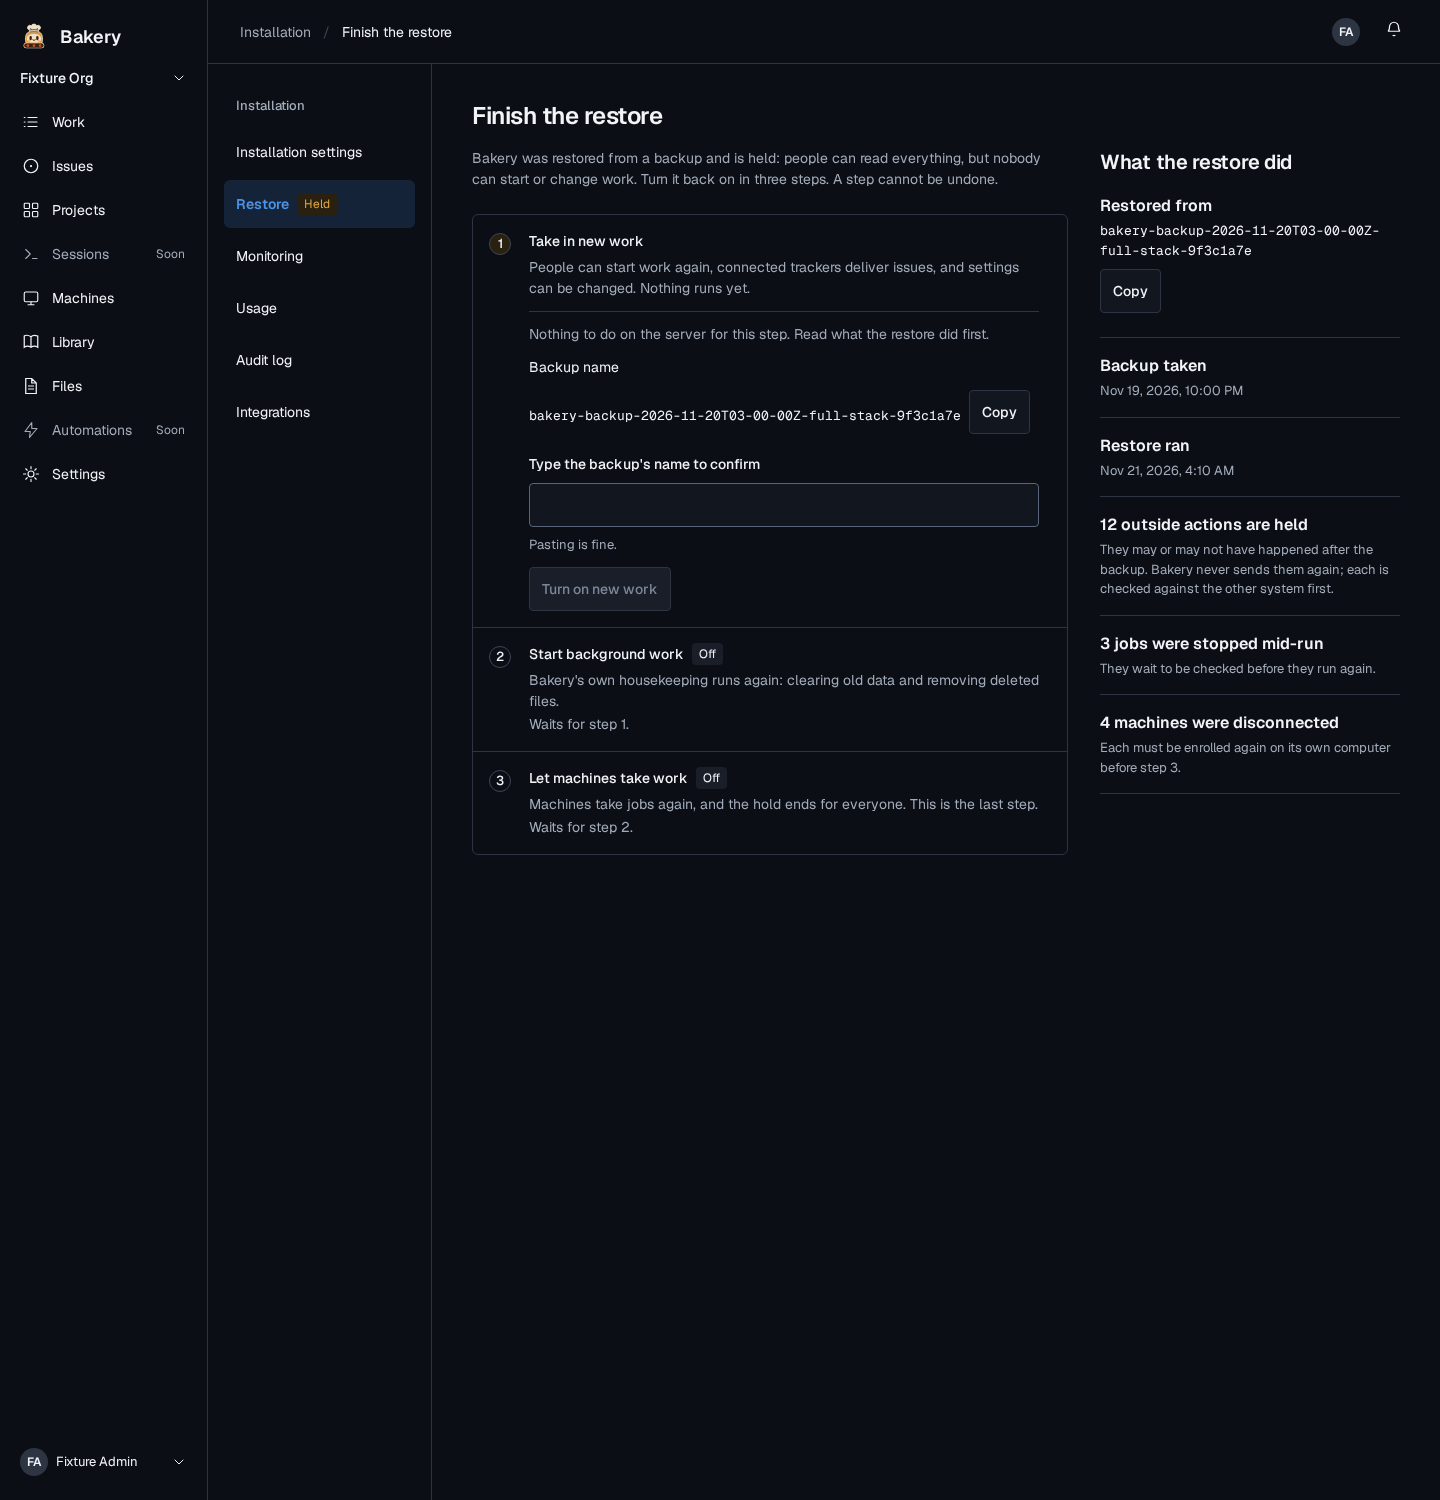 Bakery
Fixture Org
Work
Issues
Projects
Sessions Soon
Machines
Library
Files
Automations Soon
Settings
FA Fixture Admin
Installation / Finish the restore
FA
Installation
Installation settings
Restore Held
Monitoring
Usage
Audit log
Integrations
Finish the restore
Bakery was restored from a backup and is held: people can read everything, but nobody
can start or change work. Turn it back on in three steps. A step cannot be undone.
1 Take in new work
People can start work again, connected trackers deliver issues, and settings
can be changed. Nothing runs yet.
Nothing to do on the server for this step. Read what the restore did first.
Backup name
bakery-backup-2026-11-20T03-00-00Z-full-stack-9f3c1a7e Copy
Type the backup's name to confirm
Pasting is fine.
Turn on new work
2 Start background work Off
Bakery's own housekeeping runs again: clearing old data and removing deleted
files.
Waits for step 1.
3 Let machines take work Off
Machines take jobs again, and the hold ends for everyone. This is the last step.
Waits for step 2.
What the restore did
Restored from
bakery-backup-2026-11-20T03-00-00Z-
full-stack-9f3c1a7e
Copy
Backup taken
Nov 19, 2026, 10:00 PM
Restore ran
Nov 21, 2026, 4:10 AM
12 outside actions are held
They may or may not have happened after the
backup. Bakery never sends them again; each is
checked against the other system first.
3 jobs were stopped mid-run
They wait to be checked before they run again.
4 machines were disconnected
Each must be enrolled again on its own computer
before step 3.